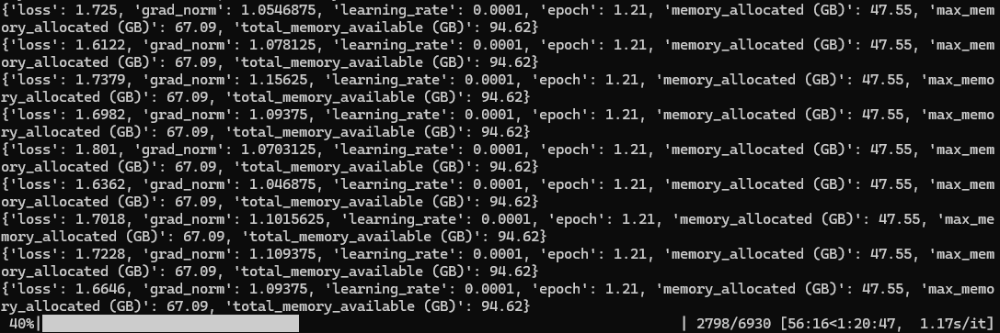 {'loss': 1.725, 'grad_norm': 1.0546875, 'learning_rate': 0.0001, 'epoch': 1.21, 'memory_allocated (GB)': 47.55, 'max_mem
ory_allocated (GB)': 67.09, 'total_memory_available (GB)': 94.62}
{'loss': 1.6122, 'grad_norm': 1.078125, 'learning_rate': 0.0001, 'epoch': 1.21, 'memory_allocated (GB)': 47.55, 'max_mem
ory_allocated (GB)': 67.09, 'total_memory_available (GB)': 94.62}
{'loss': 1.7379, 'grad_norm': 1.15625, 'learning_rate': 0.0001, 'epoch': 1.21, 'memory_allocated (GB)': 47.55, 'max_memo
ry_allocated (GB)': 67.09, 'total_memory_available (GB)': 94.62}
{'loss': 1.6982, 'grad_norm': 1.09375, 'learning_rate': 0.0001, 'epoch': 1.21, 'memory_allocated (GB)': 47.55, 'max_memo
ry_allocated (GB)': 67.09, 'total_memory_available (GB)': 94.62}
{'loss': 1.801, 'grad_norm': 1.0703125, 'learning_rate': 0.0001, 'epoch': 1.21, 'memory_allocated (GB)': 47.55, 'max_mem
ory_allocated (GB)': 67.09, 'total_memory_available (GB)': 94.62}
{'loss': 1.6362, 'grad_norm': 1.046875, 'learning_rate': 0.0001, 'epoch': 1.21, 'memory_allocated (GB)': 47.55, 'max_mem
ory_allocated (GB)': 67.09, 'total_memory_available (GB)': 94.62}
{'loss': 1.7018, 'grad_norm': 1.1015625, 'learning_rate': 0.0001, 'epoch': 1.21, 'memory_allocated (GB)': 47.55, 'max_me
mory_allocated (GB)': 67.09, 'total_memory_available (GB)': 94.62}
{'loss': 1.7228, 'grad_norm': 1.109375, 'learning_rate': 0.0001, 'epoch': 1.21, 'memory_allocated (GB)': 47.55, 'max_mem
ory_allocated (GB)': 67.09, 'total_memory_available (GB)': 94.62}
{'loss': 1.6646, 'grad_norm': 1.09375, 'learning_rate': 0.0001, 'epoch': 1.21, 'memory_allocated (GB)': 47.55, 'max_memo
ry_allocated (GB)': 67.09, 'total_memory_available (GB)': 94.62}
40%| | 2798/6930 [56:16<1:20:47, 1.17s/it]